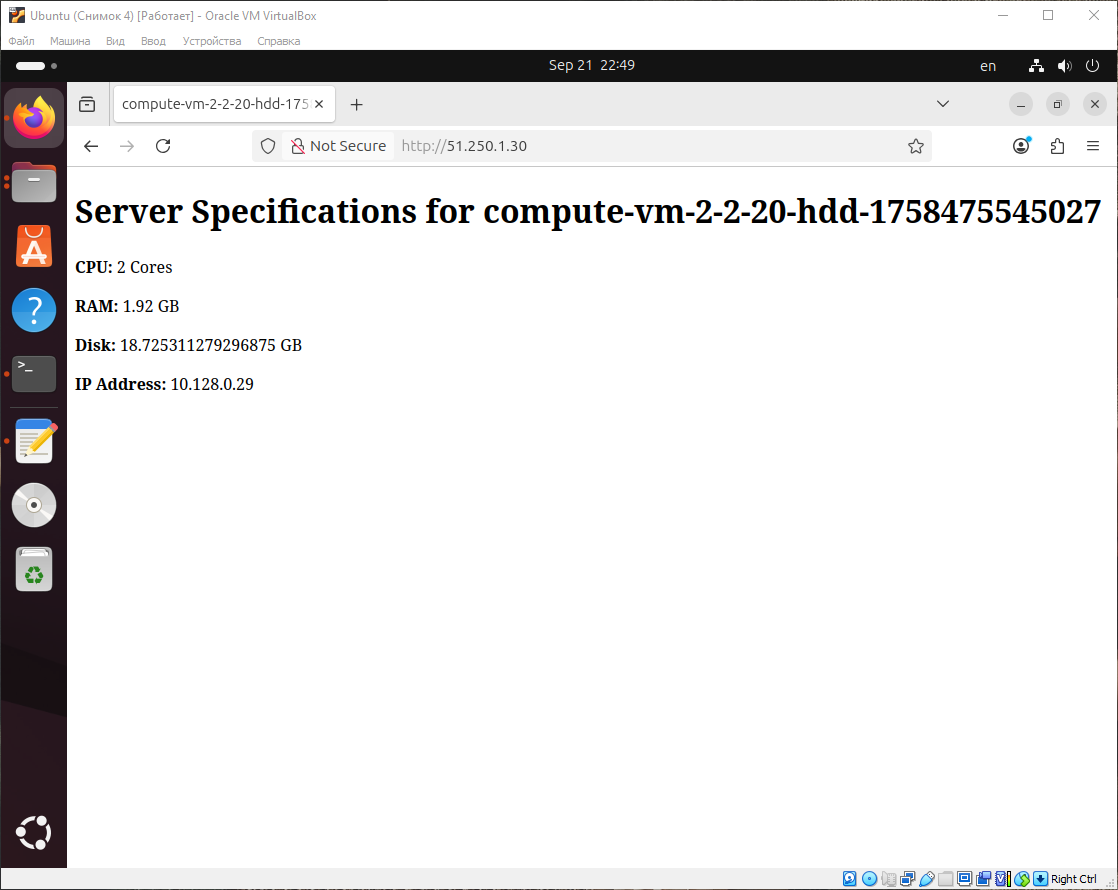 Ubuntu (Снимок 4) [Работает] - Oracle VM VirtualBox
Файл Машина Вид Ввод Устройства Справка
Sep 21 22:49
en
compute-vm-2-2-20-hdd-175
Not Secure http://51.250.1.30
Server Specifications for compute-vm-2-2-20-hdd-1758475545027
CPU: 2 Cores
RAM: 1.92 GB
Disk: 18.725311279296875 GB
IP Address: 10.128.0.29
Right Ctrl